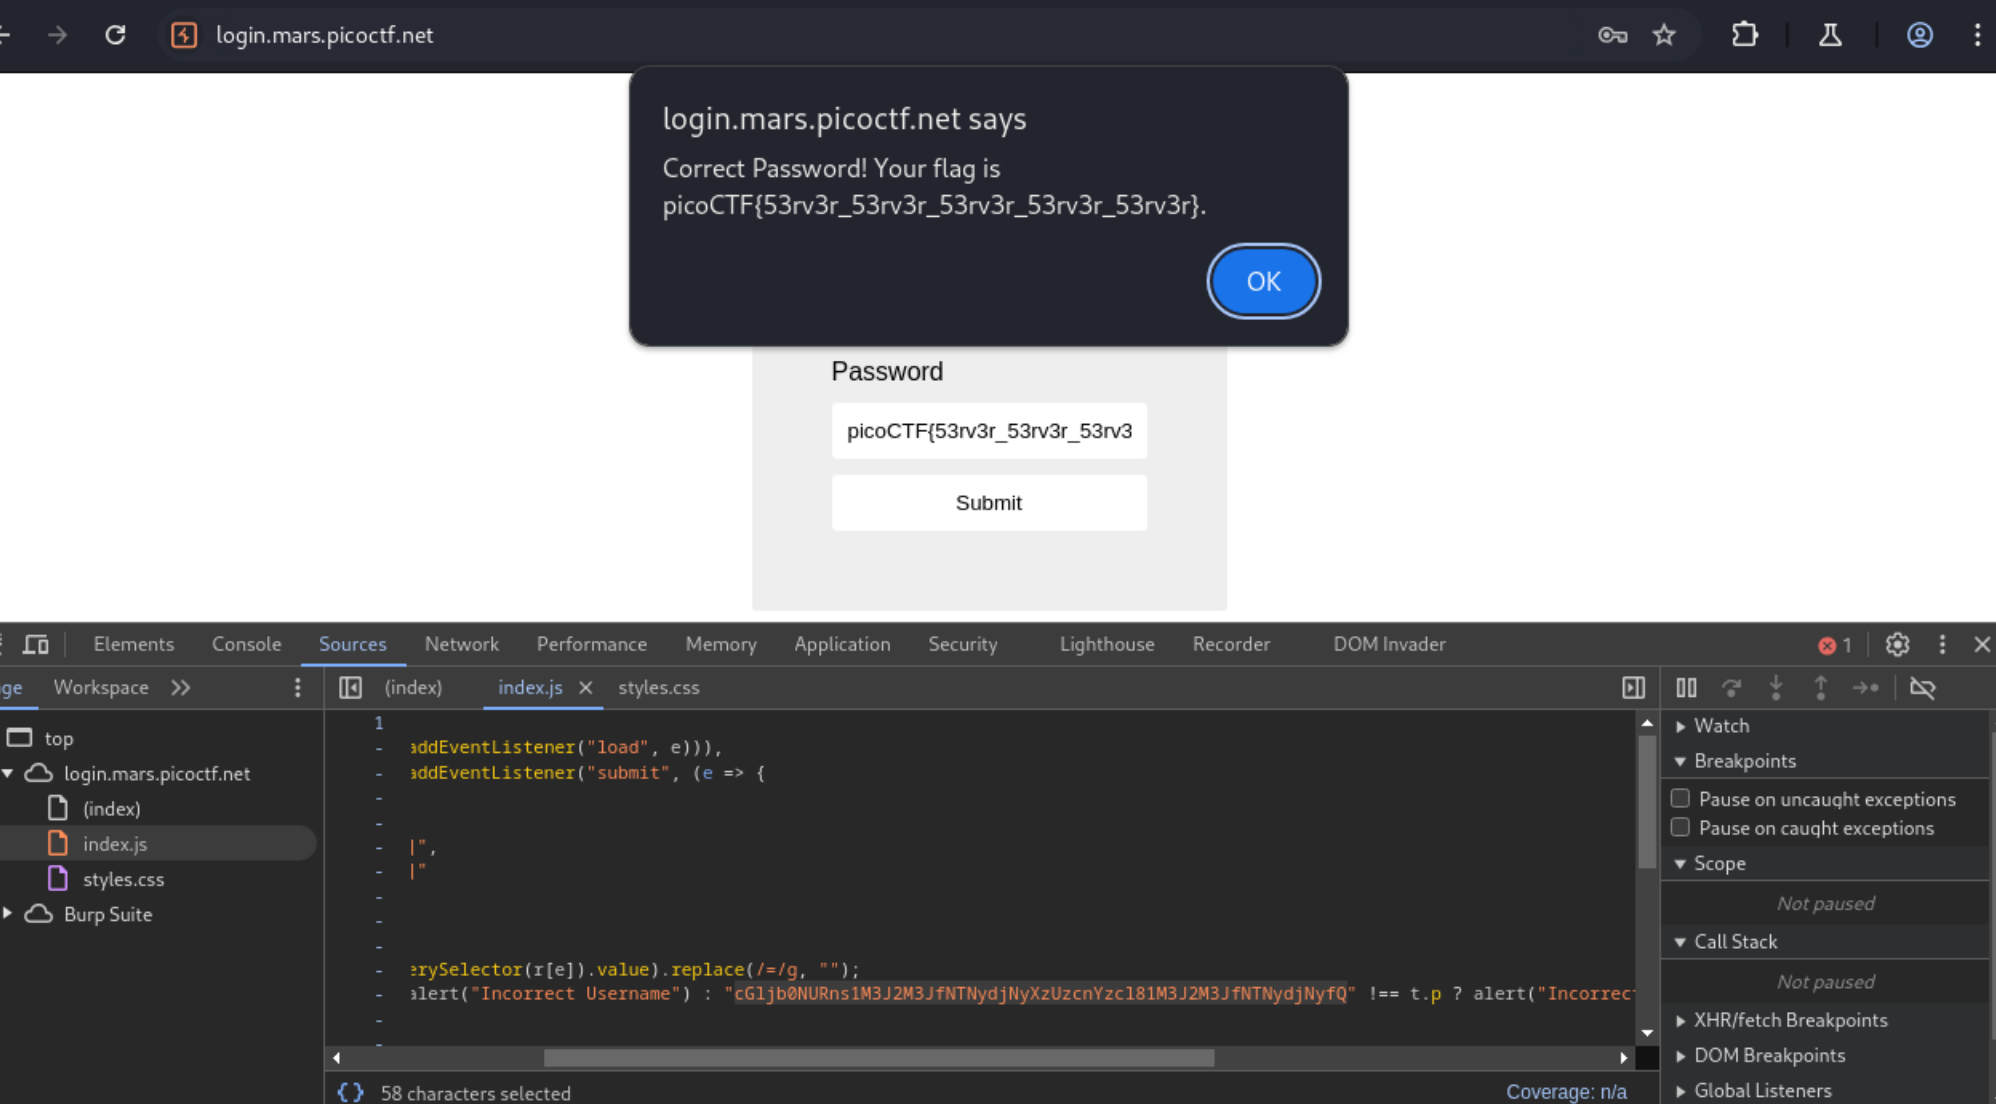 login.mars.picoctf.net
login.mars.picoctf.net says
Correct Password! Your flag is
picoCTF{53rv3r_53rv3r_53rv3r_53rv3r_53rv3r}.
OK
Password
picoCTF{53rv3r_53rv3r_53rv3
Submit
Elements Console Sources Network Performance Memory Application Security Lighthouse Recorder DOM Invader 1
ge Workspace (index) index.js styles.css
top
login.mars.picoctf.net
(index)
index.js
styles.css
Burp Suite
1
addEventListener("load", e))),
addEventListener("submit", (e => {
]",
]"
erySelector(r[e]).value).replace(/=/g, "");
alert("Incorrect Username") : "cGljb0NURns1M3J2M3JfNTNydjNyXzUzcnYzcl81M3J2M3JfNTNydjNyfQ" !== t.p ? alert("Incorrect
{} 58 characters selected
Coverage: n/a
Watch
Breakpoints
Pause on uncaught exceptions
Pause on caught exceptions
Scope
Not paused
Call Stack
Not paused
XHR/fetch Breakpoints
DOM Breakpoints
Global Listeners